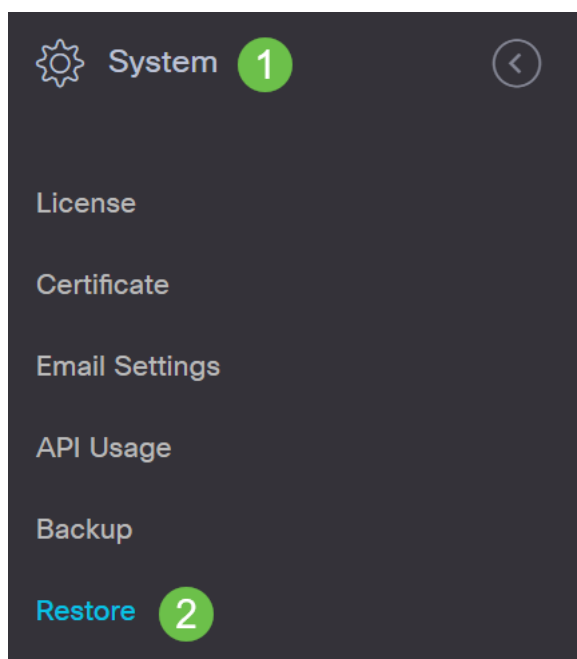 System 1
License
Certificate
Email Settings
API Usage
Backup
Restore 2